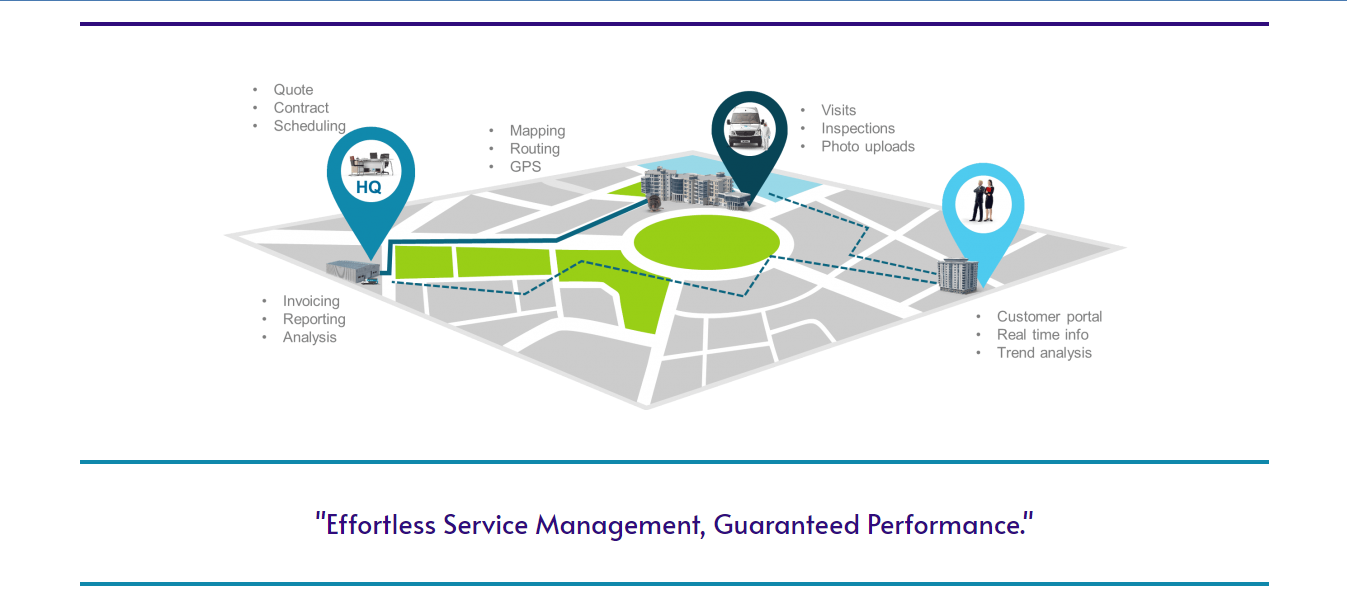 Quote
Contract
Scheduling
HQ
Mapping
Routing
GPS
Visits
Inspections
Photo uploads
Invoicing
Reporting
Analysis
Customer portal
Real time info
Trend analysis
"Effortless Service Management, Guaranteed Performance."